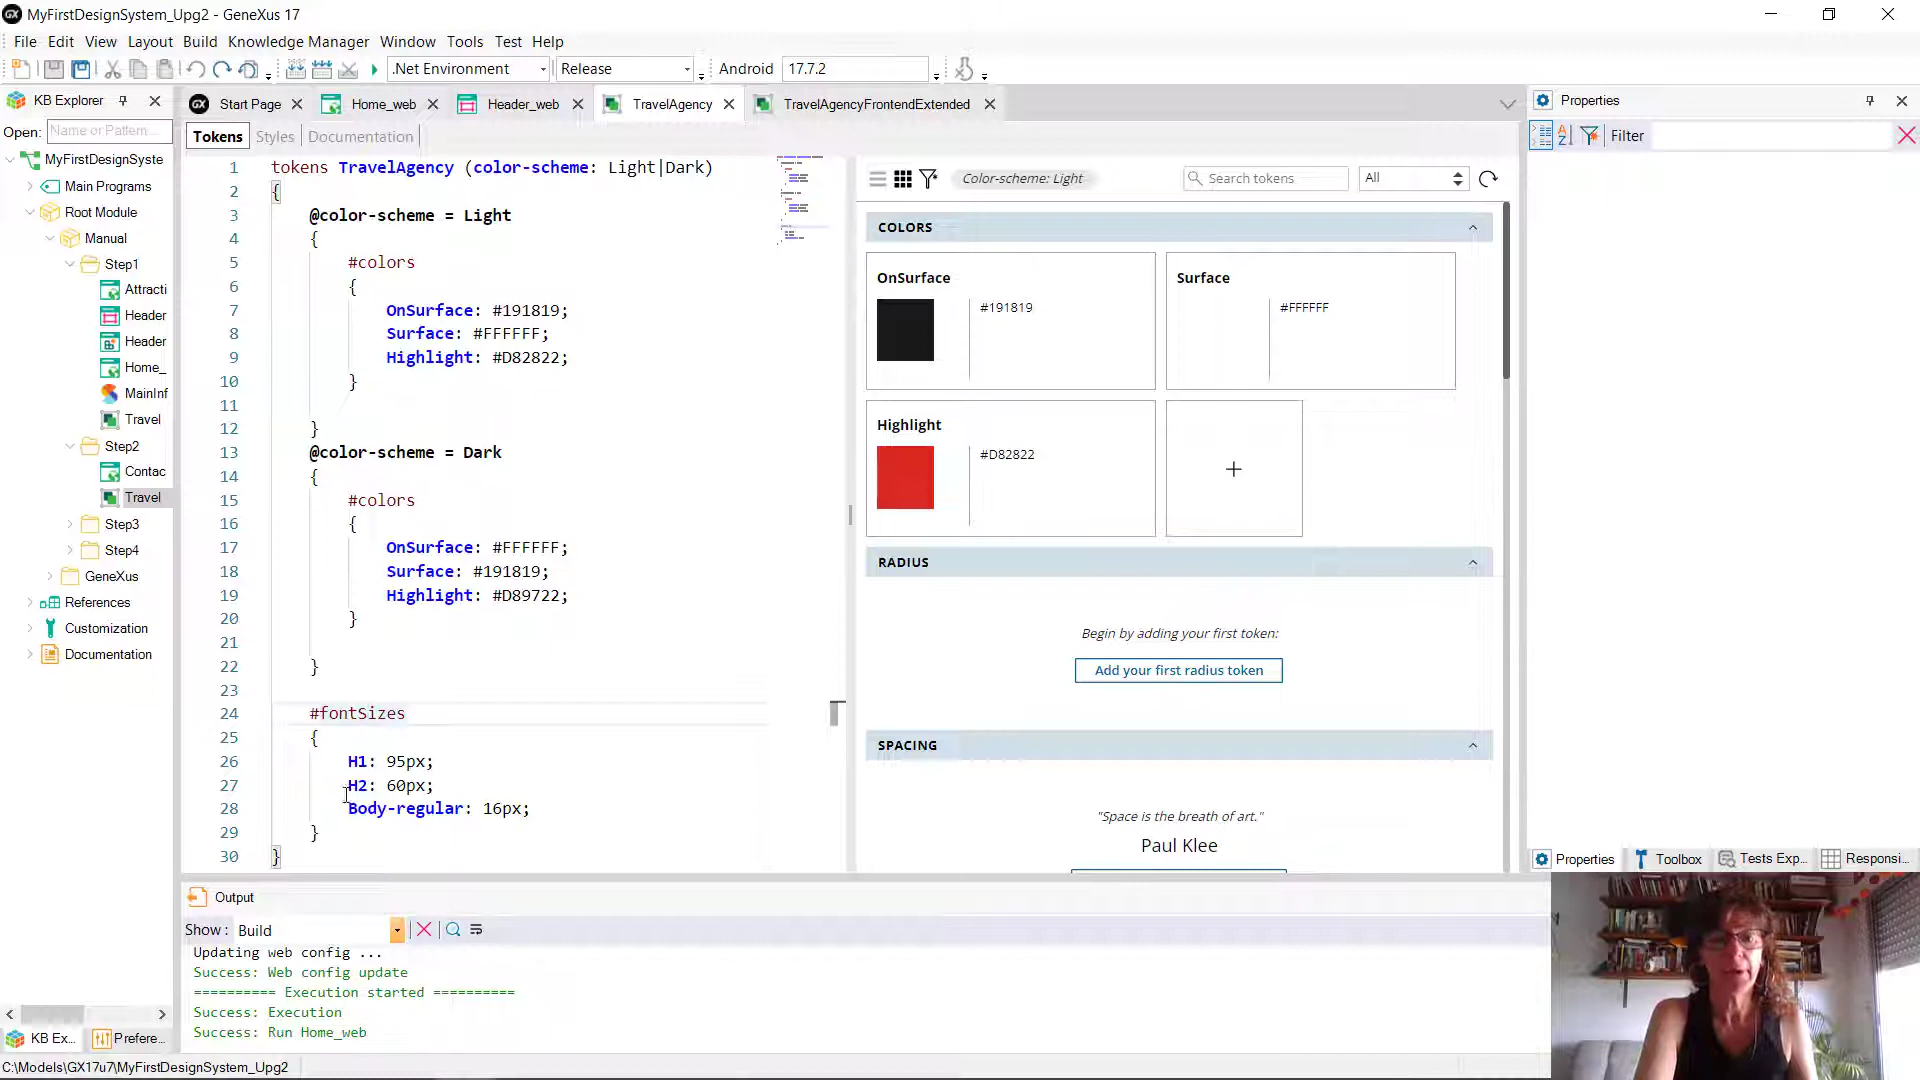 MyFirstDesignSystem_Upg2 - GeneXus 17
File Edit View Layout Build Knowledge Manager Window Tools Test Help
.Net Environment Release Android 17.7.2
KB Explorer
Open: Name or Pattern...
MyFirstDesignSyste
Main Programs
Root Module
Manual
Step1
Attracti
Header
Header
Home_
MainInf
Travel
Step2
Contac
Travel
Step3
Step4
GeneXus
References
Customization
Documentation
KB Ex... Prefere...
Start Page Home_web Header_web TravelAgency TravelAgencyFrontendExtended
Tokens Styles Documentation
1 tokens TravelAgency (color-scheme: Light|Dark)
2 {
3 @color-scheme = Light
4 {
5 #colors
6 {
7 OnSurface: #191819;
8 Surface: #FFFFFF;
9 Highlight: #D82822;
10 }
11
12 }
13 @color-scheme = Dark
14 {
15 #colors
16 {
17 OnSurface: #FFFFFF;
18 Surface: #191819;
19 Highlight: #D89722;
20 }
21
22 }
23
24 #fontSizes
25 {
26 H1: 95px;
27 H2: 60px;
28 Body-regular: 16px;
29 }
30 }
Color-scheme: Light Search tokens All
COLORS
OnSurface
#191819
Surface
#FFFFFF
Highlight
#D82822
+
RADIUS
Begin by adding your first token:
Add your first radius token
SPACING
"Space is the breath of art."
Paul Klee
Properties
Filter
Properties Toolbox Tests Exp... Responsi...
Output
Show: Build
Updating web config ...
Success: Web config update
========== Execution started ==========
Success: Execution
Success: Run Home_web
C:\Models\GX17u7\MyFirstDesignSystem_Upg2